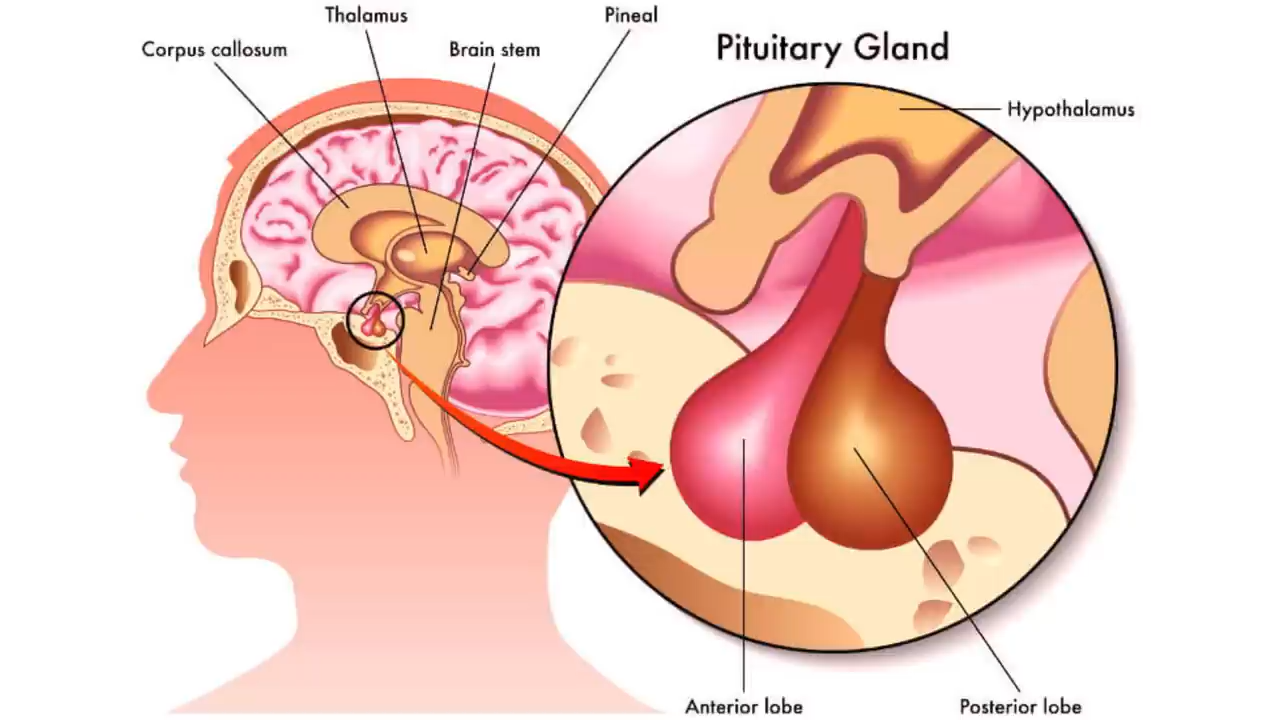 Thalamus
Pineal
Corpus callosum
Brain stem
Pituitary Gland
Hypothalamus
Anterior lobe
Posterior lobe